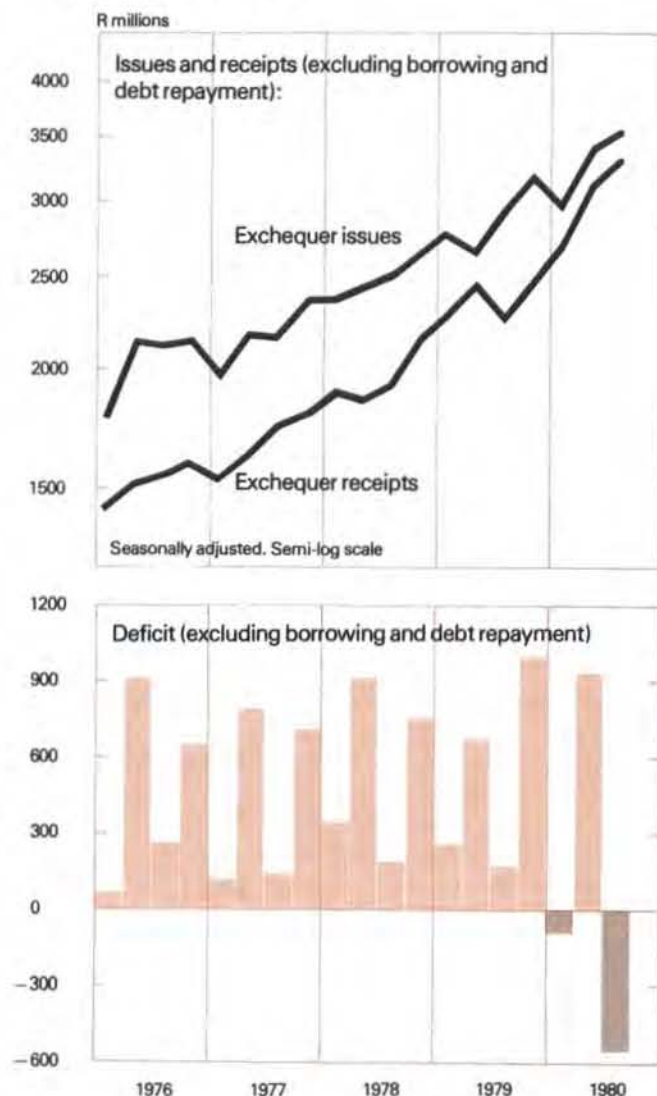 R millions
Issues and receipts (excluding borrowing and
debt repayment):
4000
3500
3000
Exchequer issues
2500
2000
Exchequer receipts
1500
Seasonally adjusted. Semi-log scale
1200
Deficit (excluding borrowing and debt repayment)
900
600
300
0
−300
−600
1976 1977 1978 1979 1980